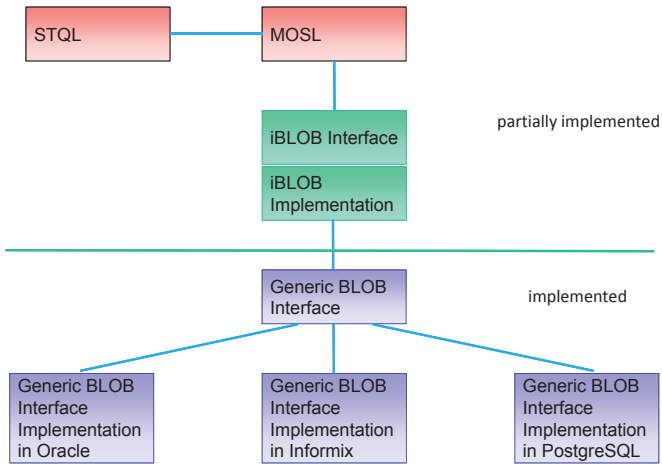 STQL
MOSL
iBLOB Interface
partially implemented
iBLOB
Implementation
Generic BLOB
Interface
implemented
Generic BLOB
Interface
Implementation
in Oracle
Generic BLOB
Interface
Implementation
in Informix
Generic BLOB
Interface
Implementation
in PostgreSQL